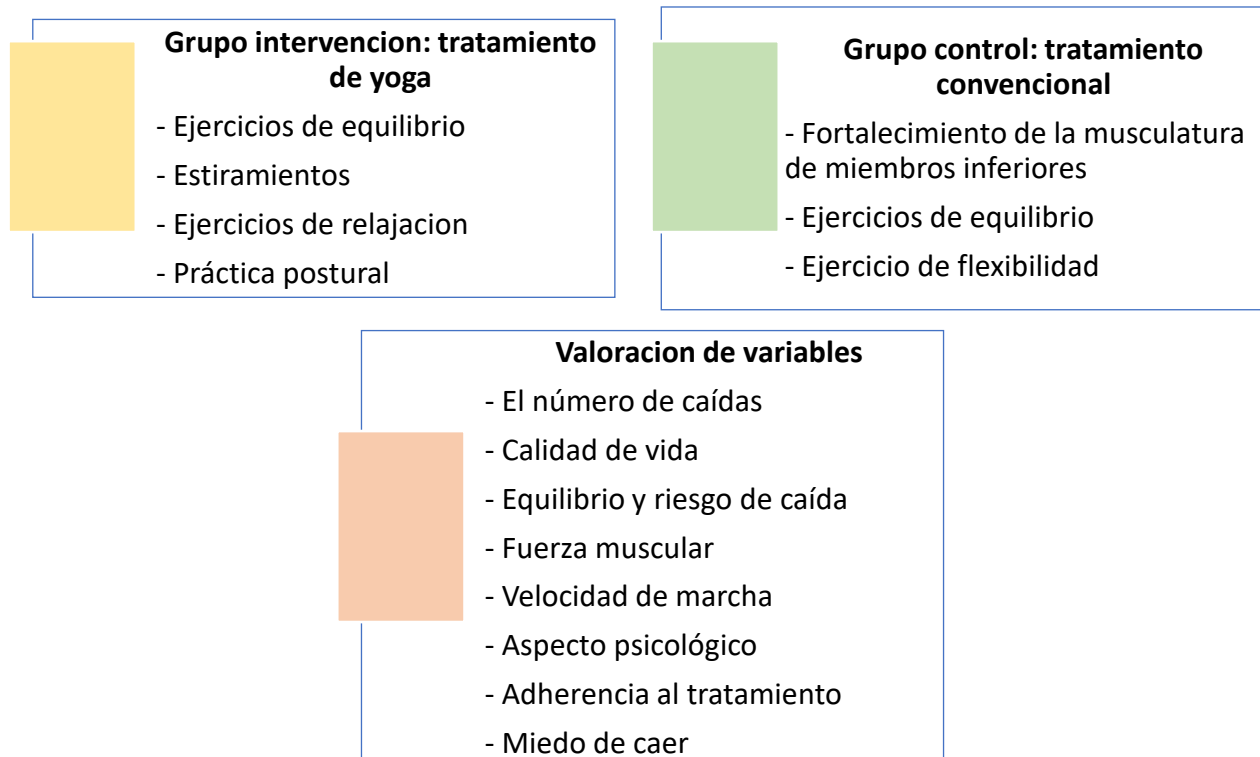 Grupo intervencion: tratamiento
de yoga
- Ejercicios de equilibrio
- Estiramientos
- Ejercicios de relajacion
- Práctica postural
Grupo control: tratamiento
convencional
- Fortalecimiento de la musculatura
de miembros inferiores
- Ejercicios de equilibrio
- Ejercicio de flexibilidad
Valoracion de variables
- El número de caídas
- Calidad de vida
- Equilibrio y riesgo de caída
- Fuerza muscular
- Velocidad de marcha
- Aspecto psicológico
- Adherencia al tratamiento
- Miedo de caer